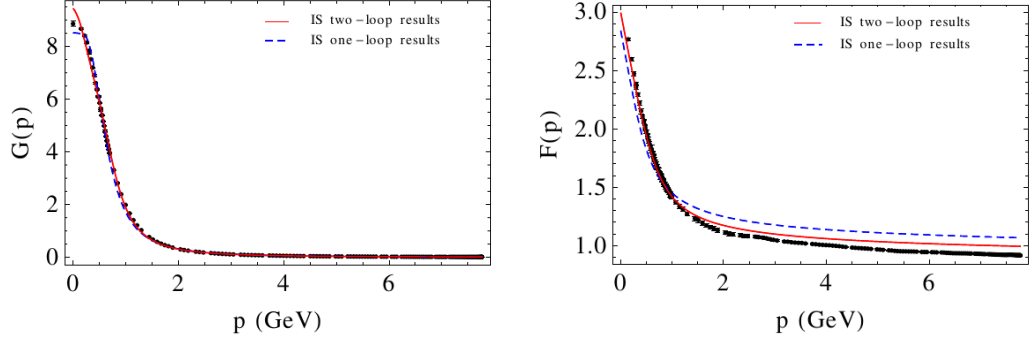 IS two-loop results
IS one-loop results
G(p)
8
6
4
2
0
0 2 4 6
p (GeV)
IS two-loop results
IS one-loop results
F(p)
3.0
2.5
2.0
1.5
1.0
0 2 4 6
p (GeV)